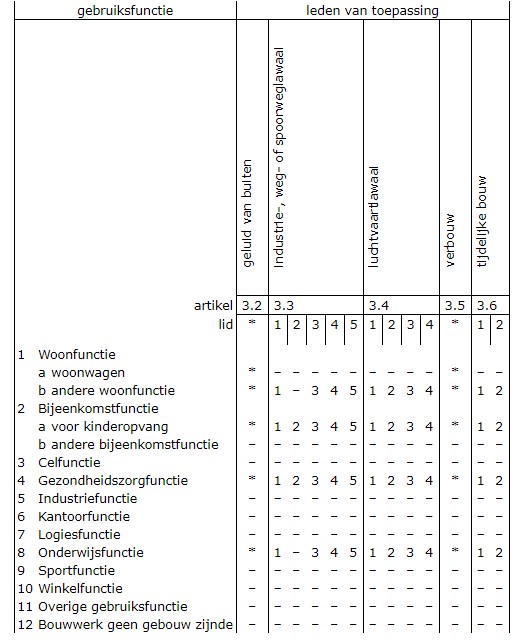 gebruiksfunctie leden van toepassing
geluid van buiten
Industrie-, weg- of spoorweglawaai
luchtvaartlawaai
verbouw
tijdelijke bouw
artikel 3.2 3.3 3.4 3.5 3.6
lid * 1 2 3 4 5 1 2 3 4 * 1 2
1 Woonfunctie
a woonwagen * – – – – – – – – – * – –
b andere woonfunctie * 1 – 3 4 5 1 2 3 4 * 1 2
2 Bijeenkomstfunctie
a voor kinderopvang * 1 2 3 4 5 1 2 3 4 * 1 2
b andere bijeenkomstfunctie – – – – – – – – – – – – –
3 Celfunctie – – – – – – – – – – – – –
4 Gezondheidszorgfunctie * 1 2 3 4 5 1 2 3 4 * 1 2
5 Industriefunctie – – – – – – – – – – – – –
6 Kantoorfunctie – – – – – – – – – – – – –
7 Logiesfunctie – – – – – – – – – – – – –
8 Onderwijsfunctie * 1 – 3 4 5 1 2 3 4 * 1 2
9 Sportfunctie – – – – – – – – – – – – –
10 Winkelfunctie – – – – – – – – – – – – –
11 Overige gebruiksfunctie – – – – – – – – – – – – –
12 Bouwwerk geen gebouw zijnde – – – – – – – – – – – – –